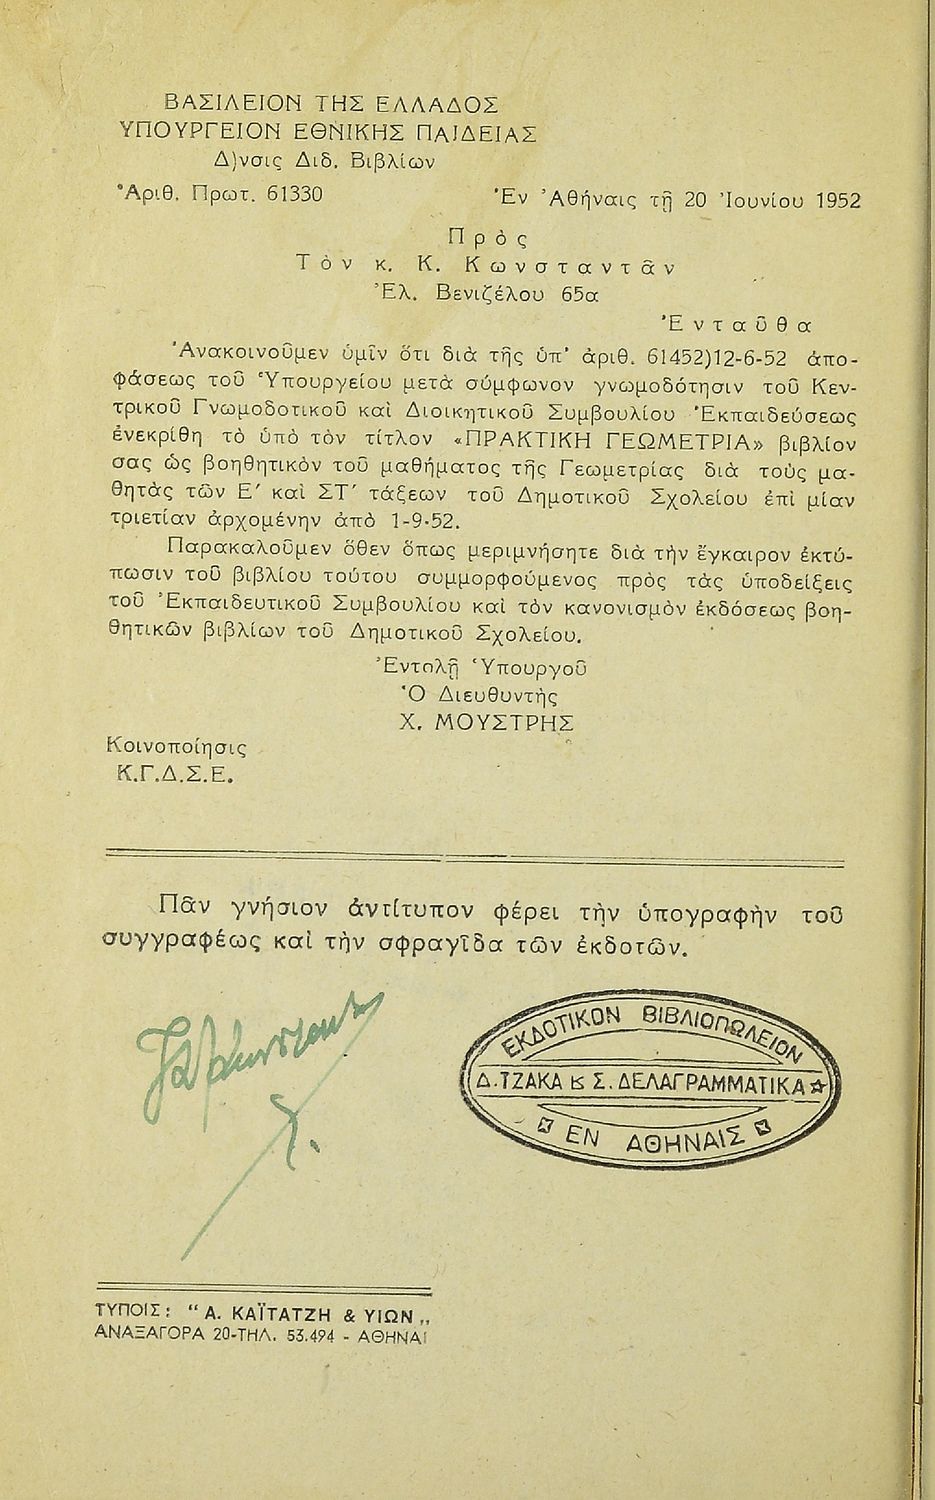 ΒΑΣΙΛΕΙΟΝ ΤΗΣ ΕΛΛΑΔΟΣ
ΥΠΟΥΡΓΕΙΟΝ ΕΘΝΙΚΗΣ ΠΑΙΔΕΙΑΣ
Δ)νσις Διδ. Βιβλίων
Ἀριθ. Πρωτ. 61330
Ἐν Ἀθήναις τῇ 20 Ἰουνίου 1952
Πρὸς
Τὸν κ. Κ. Κωνσταντᾶν
Ἐλ. Βενιζέλου 65α
Ἐνταῦθα
Ἀνακοινοῦμεν ὑμῖν ὅτι διὰ τῆς ὑπ' ἀριθ. 61452)12-6-52 ἀπο-
φάσεως τοῦ Ὑπουργείου μετὰ σύμφωνον γνωμοδότησιν τοῦ Κεν-
τρικοῦ Γνωμοδοτικοῦ καὶ Διοικητικοῦ Συμβουλίου Ἐκπαιδεύσεως
ἐνεκρίθη τὸ ὑπὸ τὸν τίτλον «ΠΡΑΚΤΙΚΗ ΓΕΩΜΕΤΡΙΑ» βιβλίον
σας ὡς βοηθητικὸν τοῦ μαθήματος τῆς Γεωμετρίας διὰ τοὺς μα-
θητὰς τῶν Ε' καὶ ΣΤ' τάξεων τοῦ Δημοτικοῦ Σχολείου ἐπὶ μίαν
τριετίαν ἀρχομένην ἀπὸ 1-9-52.
Παρακαλοῦμεν ὅθεν ὅπως μεριμνήσητε διὰ τὴν ἔγκαιρον ἐκτύ-
πωσιν τοῦ βιβλίου τούτου συμμορφούμενος πρὸς τὰς ὑποδείξεις
τοῦ Ἐκπαιδευτικοῦ Συμβουλίου καὶ τὸν κανονισμὸν ἐκδόσεως βοη-
θητικῶν βιβλίων τοῦ Δημοτικοῦ Σχολείου.
Ἐντολῇ Ὑπουργοῦ
Ὁ Διευθυντὴς
Χ. ΜΟΥΣΤΡΗΣ
Κοινοποίησις
Κ.Γ.Δ.Σ.Ε.
Πᾶν γνήσιον ἀντίτυπον φέρει τὴν ὑπογραφὴν τοῦ
συγγραφέως καὶ τὴν σφραγῖδα τῶν ἐκδοτῶν.
ΕΚΔΟΤΙΚΟΝ ΒΙΒΛΙΟΠΩΛΕΙΟΝ
Δ. ΤΖΑΚΑ & Σ. ΔΕΛΑΓΡΑΜΜΑΤΙΚΑ
ΕΝ ΑΘΗΝΑΙΣ
ΤΥΠΟΙΣ: "Α. ΚΑΪΤΑΤΖΗ & ΥΙΩΝ„
ΑΝΑΞΑΓΟΡΑ 20-ΤΗΛ. 53.494 - ΑΘΗΝΑΙ